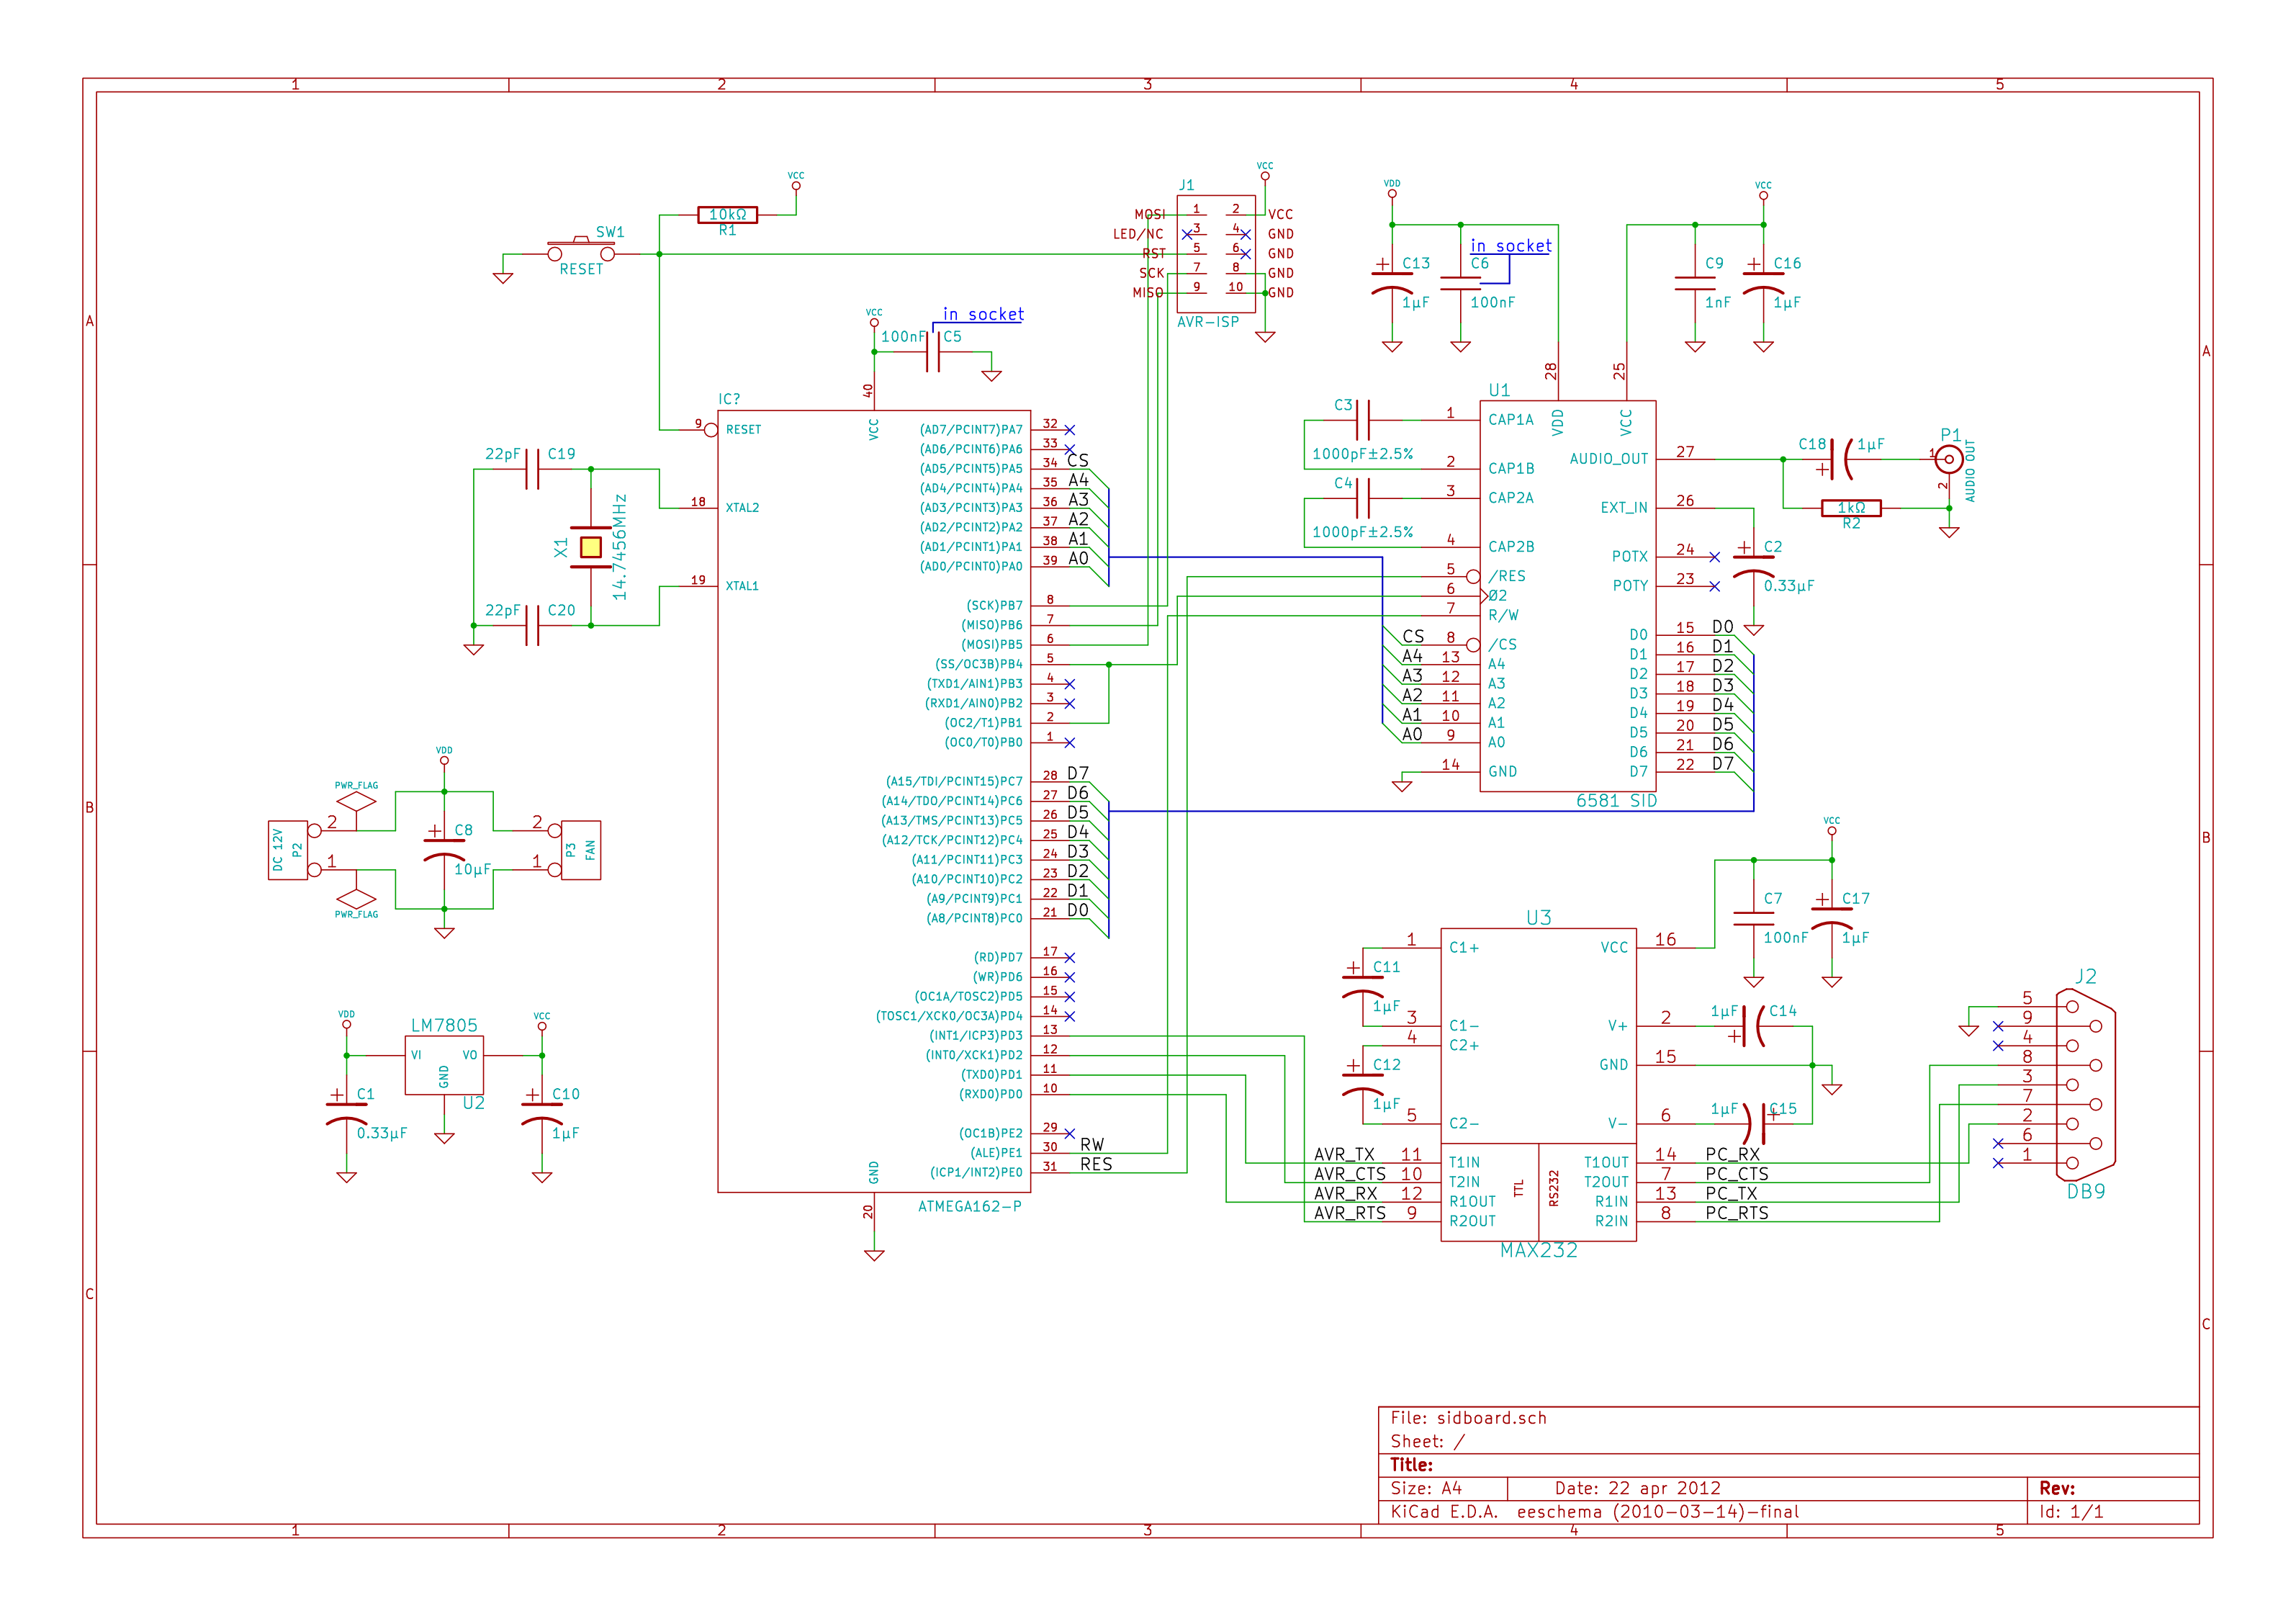 1 2 3 4 5
A
B
C
A
B
C
1 2 3 4 5
VCC
10kΩ
R1
SW1
RESET
J1
VCC
MOSI 1 2 VCC
LED/NC 3 4 GND
RST 5 6 GND
SCK 7 8 GND
MISO 9 10 GND
AVR-ISP
VDD
C13
1µF
in socket
C6
100nF
VCC
C9
1nF
C16
1µF
VCC
in socket
100nF C5
40
IC?
9 RESET
VCC
22pF C19
18 XTAL2
X1
14.7456MHz
19 XTAL1
22pF C20
(AD7/PCINT7)PA7 32
(AD6/PCINT6)PA6 33
(AD5/PCINT5)PA5 34 CS
(AD4/PCINT4)PA4 35 A4
(AD3/PCINT3)PA3 36 A3
(AD2/PCINT2)PA2 37 A2
(AD1/PCINT1)PA1 38 A1
(AD0/PCINT0)PA0 39 A0
(SCK)PB7 8
(MISO)PB6 7
(MOSI)PB5 6
(SS/OC3B)PB4 5
(TXD1/AIN1)PB3 4
(RXD1/AIN0)PB2 3
(OC2/T1)PB1 2
(OC0/T0)PB0 1
(A15/TDI/PCINT15)PC7 28 D7
(A14/TDO/PCINT14)PC6 27 D6
(A13/TMS/PCINT13)PC5 26 D5
(A12/TCK/PCINT12)PC4 25 D4
(A11/PCINT11)PC3 24 D3
(A10/PCINT10)PC2 23 D2
(A9/PCINT9)PC1 22 D1
(A8/PCINT8)PC0 21 D0
(RD)PD7 17
(WR)PD6 16
(OC1A/TOSC2)PD5 15
(TOSC1/XCK0/OC3A)PD4 14
(INT1/ICP3)PD3 13
(INT0/XCK1)PD2 12
(TXD0)PD1 11
(RXD0)PD0 10
(OC1B)PE2 29
(ALE)PE1 30 RW
(ICP1/INT2)PE0 31 RES
GND
20
ATMEGA162-P
28
25
U1
VDD
VCC
C3
1000pF±2.5%
C4
1000pF±2.5%
1 CAP1A
2 CAP1B
3 CAP2A
4 CAP2B
5 /RES
6 Ø2
7 R/W
CS 8 /CS
A4 13 A4
A3 12 A3
A2 11 A2
A1 10 A1
A0 9 A0
14 GND
AUDIO_OUT 27
EXT_IN 26
POTX 24
POTY 23
D0 15 D0
D1 16 D1
D2 17 D2
D3 18 D3
D4 19 D4
D5 20 D5
D6 21 D6
D7 22 D7
6581 SID
C18 1µF
1kΩ
R2
P1
1
2
AUDIO OUT
C2
0.33µF
VDD
PWR_FLAG
DC 12V
P2
2
1
PWR_FLAG
C8
10µF
2
1
P3
FAN
VDD
C1
0.33µF
LM7805
VI VO
GND
U2
VCC
C10
1µF
VCC
C7
100nF
C17
1µF
U3
C11
1µF
C12
1µF
1 C1+
3 C1-
4 C2+
5 C2-
VCC 16
V+ 2
GND 15
V- 6
1µF C14
1µF C15
AVR_TX 11 T1IN
AVR_CTS 10 T2IN
AVR_RX 12 R1OUT
AVR_RTS 9 R2OUT
TTL
RS232
T1OUT 14 PC_RX
T2OUT 7 PC_CTS
R1IN 13 PC_TX
R2IN 8 PC_RTS
MAX232
J2
5
9
4
8
3
7
2
6
1
DB9
File: sidboard.sch
Sheet: /
Title:
Size: A4 Date: 22 apr 2012 Rev:
KiCad E.D.A. eeschema (2010-03-14)-final Id: 1/1